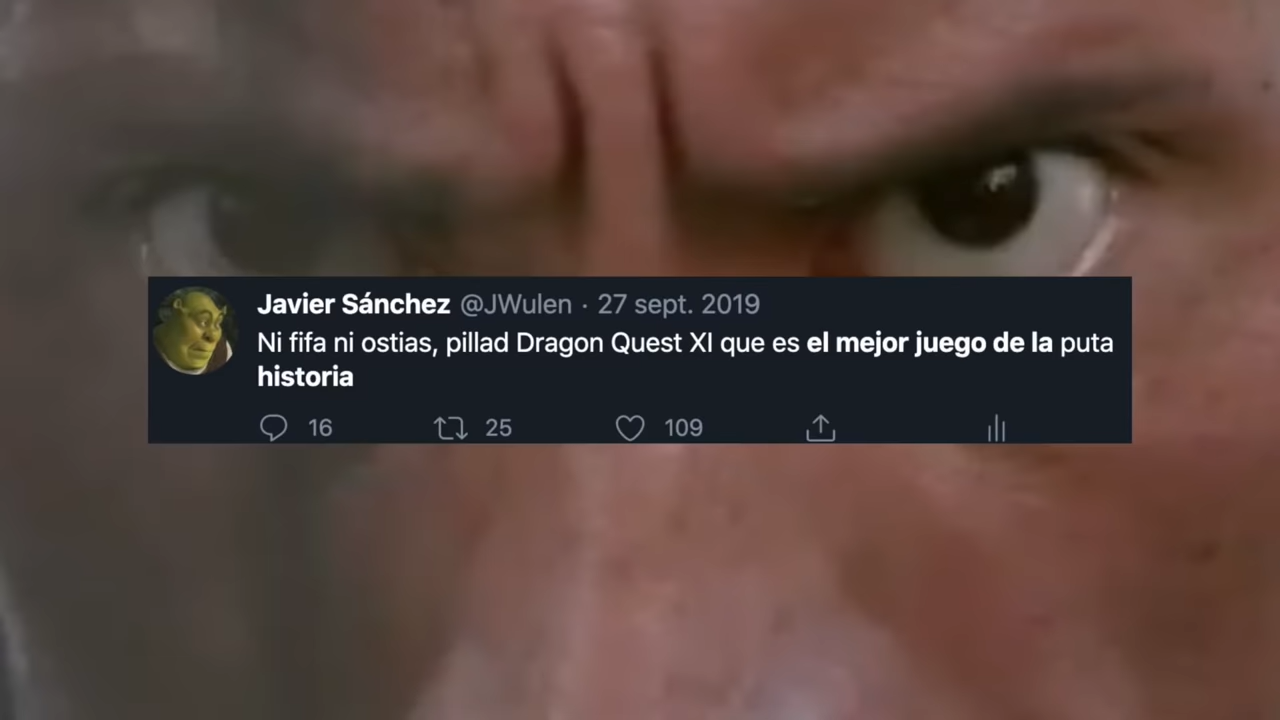 Javier Sánchez @JWulen · 27 sept. 2019
Ni fifa ni ostias, pillad Dragon Quest XI que es el mejor juego de la puta
historia
16 25 109